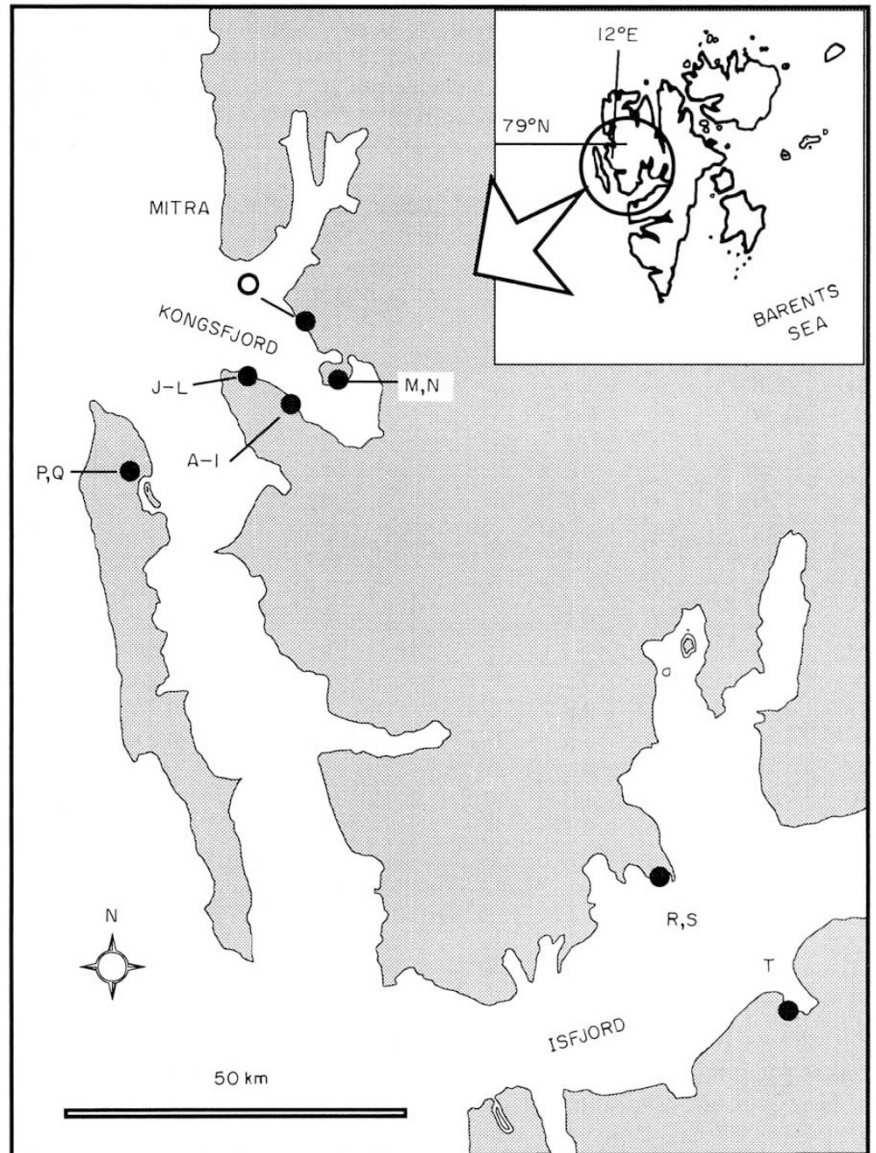 12°E
79°N
BARENTS
SEA
MITRA
O
KONGSFJORD
J-L
M,N
A-I
P,Q
R,S
T
N
ISFJORD
50 km